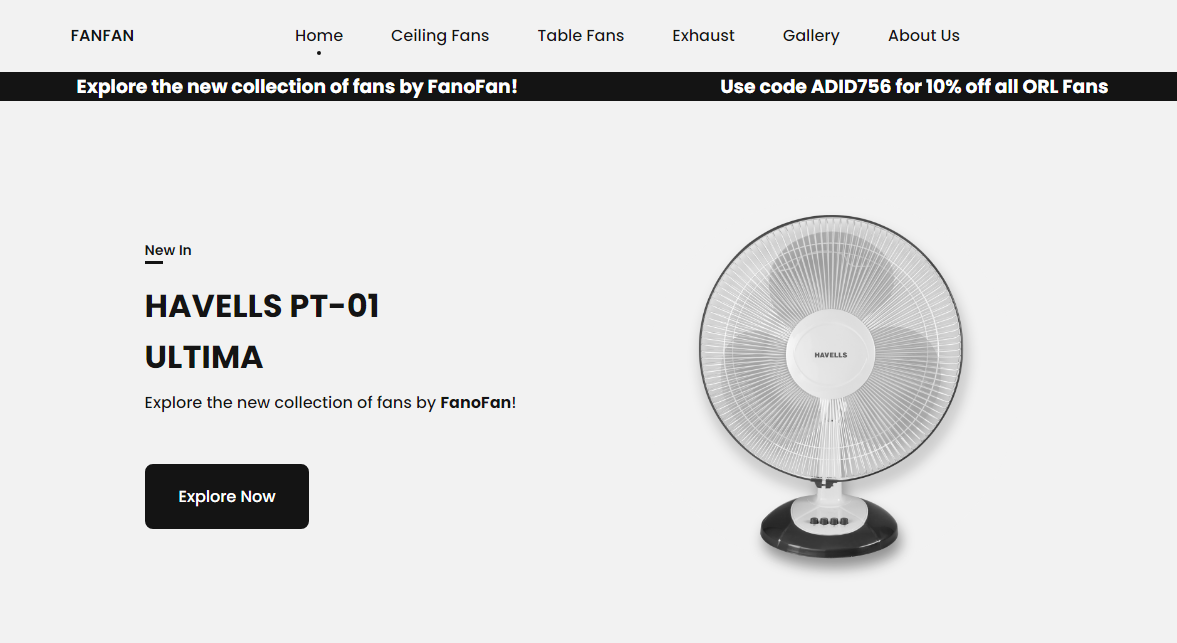 FANFAN
Home
Ceiling Fans
Table Fans
Exhaust
Gallery
About Us
Explore the new collection of fans by FanoFan!
Use code ADID756 for 10% off all ORL Fans
New In
HAVELLS PT-01
ULTIMA
Explore the new collection of fans by FanoFan!
Explore Now
HAVELLS